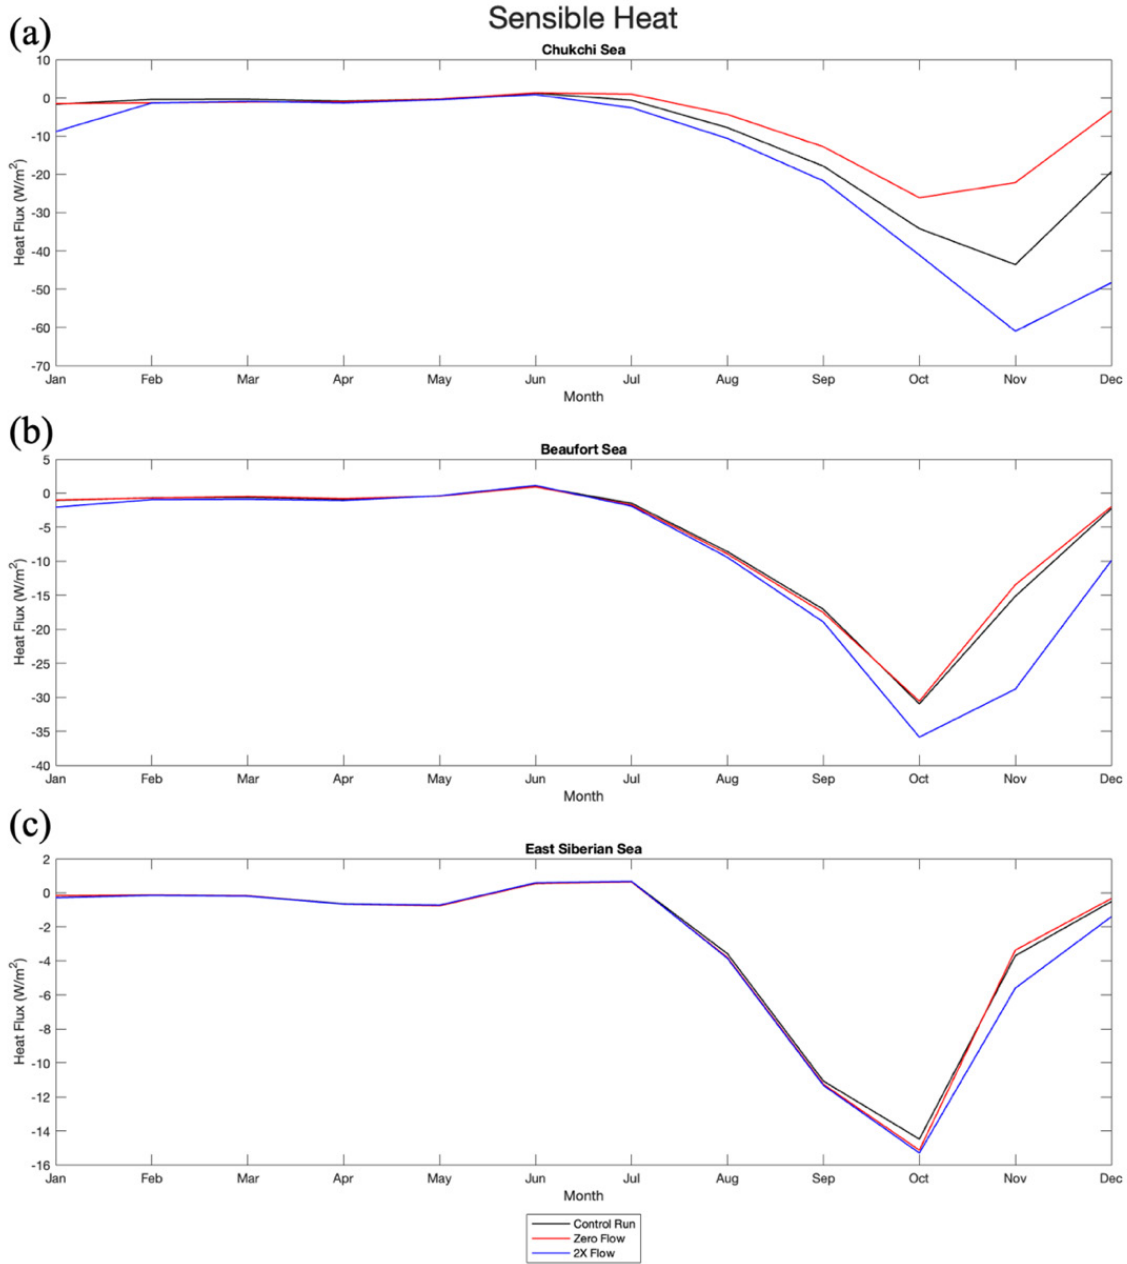 Sensible Heat
(a)
Chukchi Sea
10
0
-10
-20
-30
-40
-50
-60
-70
Heat Flux (W/m²)
Jan Feb Mar Apr May Jun Jul Aug Sep Oct Nov Dec
Month
(b)
Beaufort Sea
5
0
-5
-10
-15
-20
-25
-30
-35
-40
Heat Flux (W/m²)
Jan Feb Mar Apr May Jun Jul Aug Sep Oct Nov Dec
Month
(c)
East Siberian Sea
2
0
-2
-4
-6
-8
-10
-12
-14
-16
Heat Flux (W/m²)
Jan Feb Mar Apr May Jun Jul Aug Sep Oct Nov Dec
Month
Control Run
Zero Flow
2X Flow